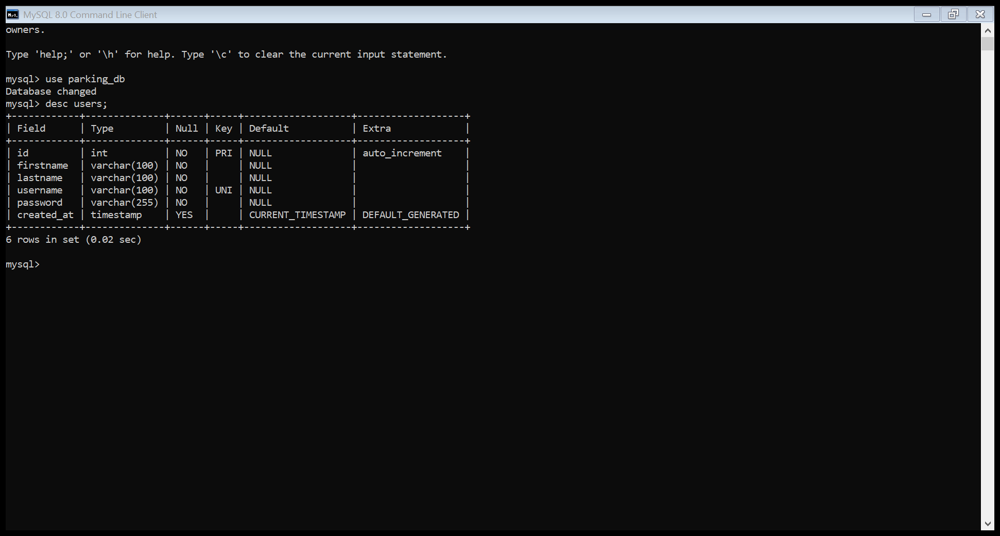 MySQL 8.0 Command Line Client
owners.
Type 'help;' or '\h' for help. Type '\c' to clear the current input statement.
mysql> use parking_db
Database changed
mysql> desc users;
+------------+--------------+------+-----+-------------------+-------------------+
| Field      | Type         | Null | Key | Default           | Extra             |
+------------+--------------+------+-----+-------------------+-------------------+
| id         | int          | NO   | PRI | NULL              | auto_increment    |
| firstname  | varchar(100) | NO   |     | NULL              |                   |
| lastname   | varchar(100) | NO   |     | NULL              |                   |
| username   | varchar(100) | NO   | UNI | NULL              |                   |
| password   | varchar(255) | NO   |     | NULL              |                   |
| created_at | timestamp    | YES  |     | CURRENT_TIMESTAMP | DEFAULT_GENERATED |
+------------+--------------+------+-----+-------------------+-------------------+
6 rows in set (0.02 sec)
mysql>